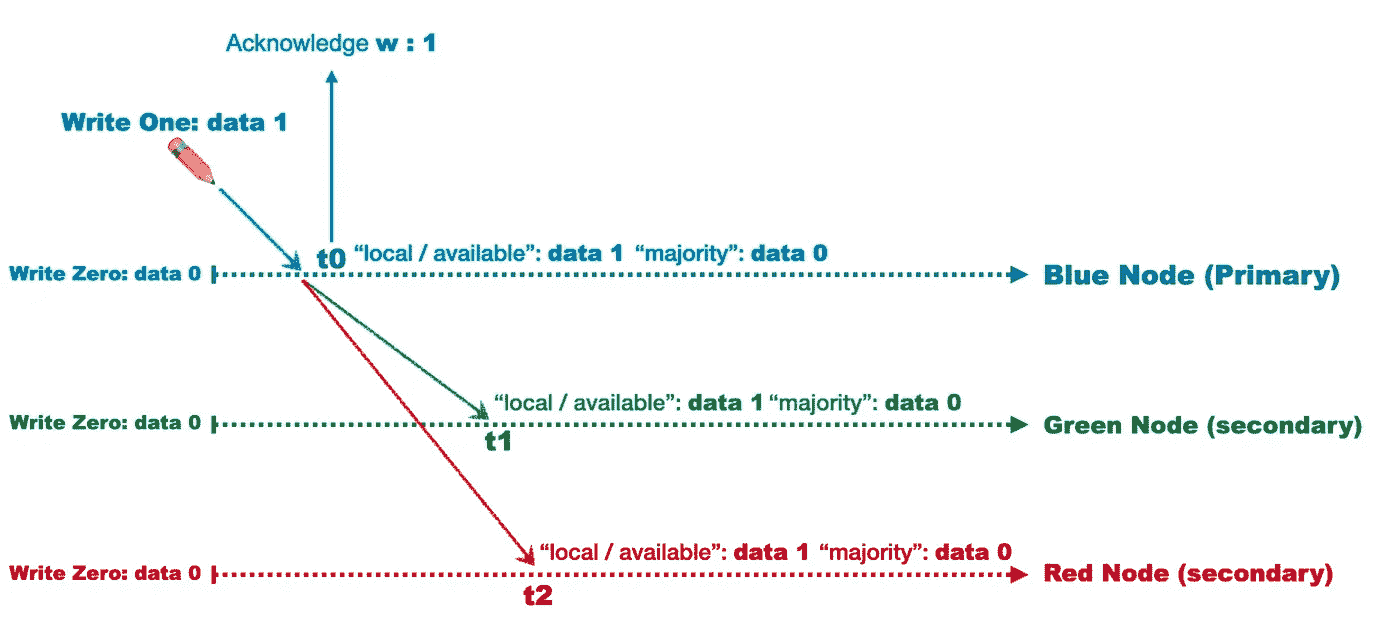 Acknowledge w : 1
Write One: data 1
Write Zero: data 0 t0 “local / available”: data 1 “majority”: data 0 Blue Node (Primary)
“local / available”: data 1 “majority”: data 0
Write Zero: data 0 t1 Green Node (secondary)
“local / available”: data 1 “majority”: data 0
Write Zero: data 0 t2 Red Node (secondary)